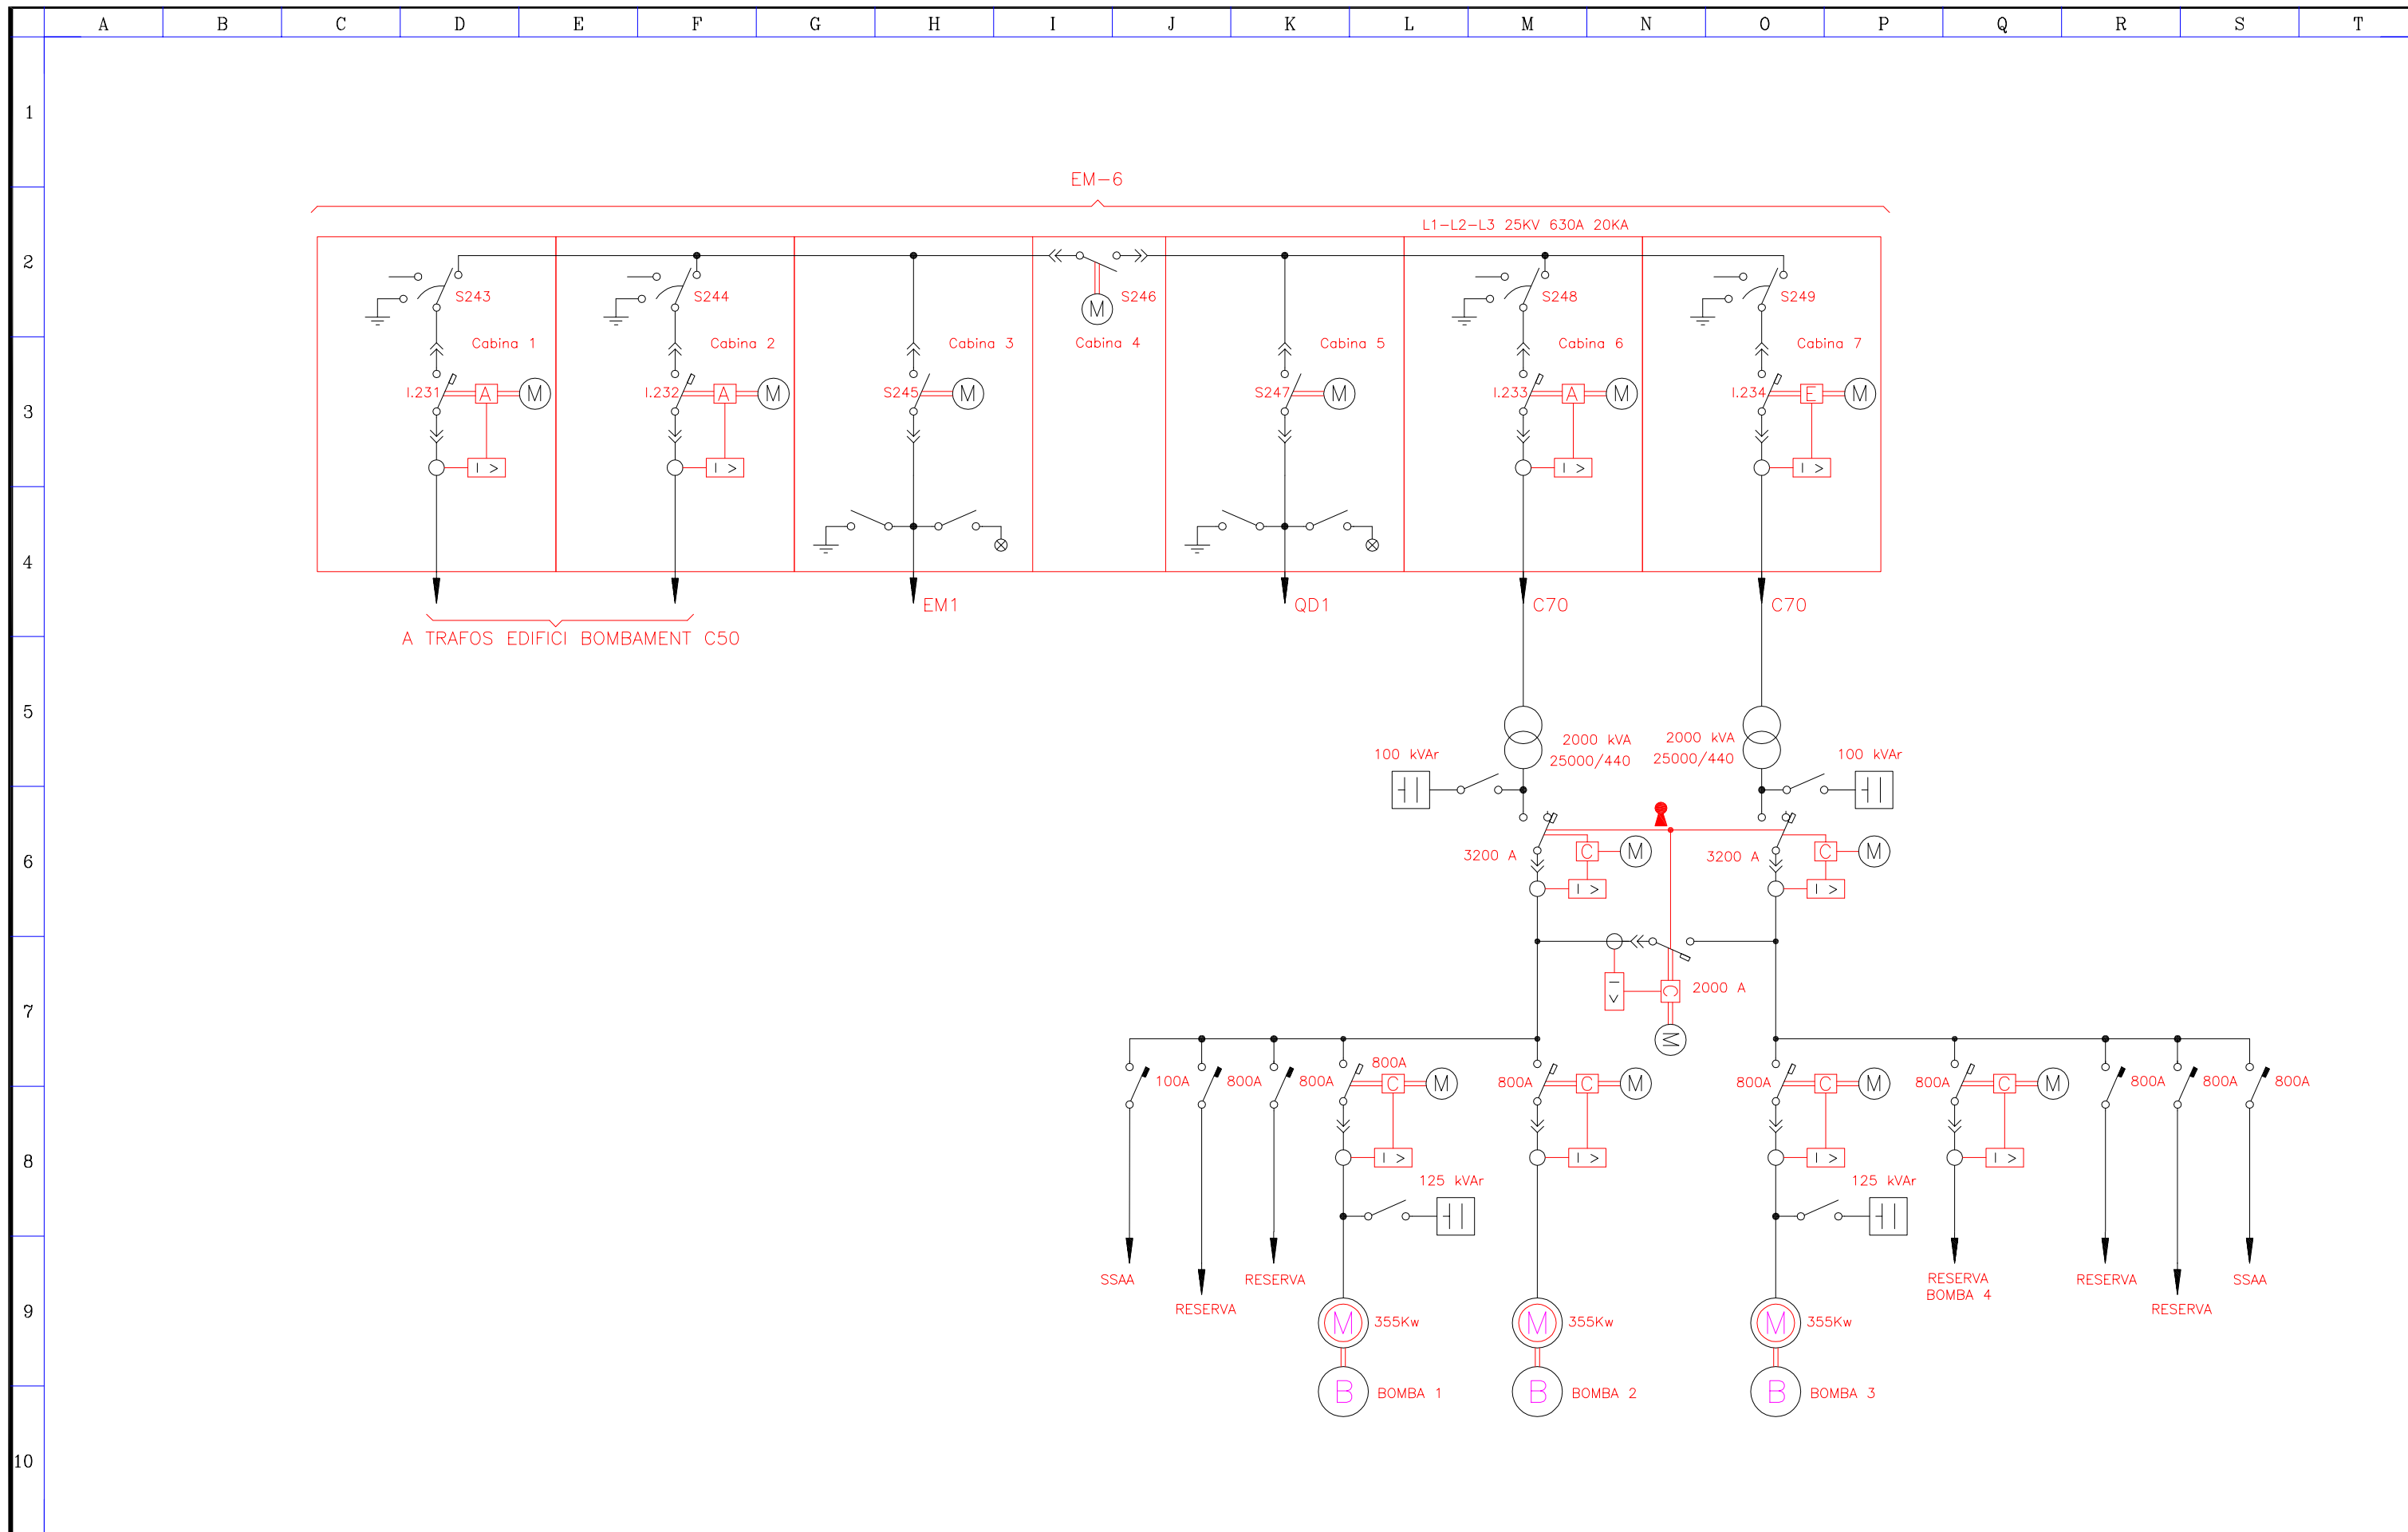 A B C D E F G H I J K L M N O P Q R S T
1
EM-6
L1-L2-L3 25KV 630A 20KA
2
S243 S244 S246 S248 S249
M
Cabina 1 Cabina 2 Cabina 3 Cabina 4 Cabina 5 Cabina 6 Cabina 7
3
I.231 A M I.232 A M S245 M S247 M I.233 A M I.234 E M
I > I > I > I >
4
EM1 QD1 C70 C70
A TRAFOS EDIFICI BOMBAMENT C50
5
2000 kVA 2000 kVA
25000/440 25000/440
100 kVAr 100 kVAr
6
3200 A C M 3200 A C M
I > I >
7
I > C 2000 A
M
800A
100A 800A 800A C M 800A C M 800A C M 800A C M 800A 800A 800A
8
I > I > I > I >
125 kVAr 125 kVAr
SSAA RESERVA RESERVA RESERVA SSAA
BOMBA 4
RESERVA RESERVA
9
M 355Kw M 355Kw M 355Kw
B BOMBA 1 B BOMBA 2 B BOMBA 3
10